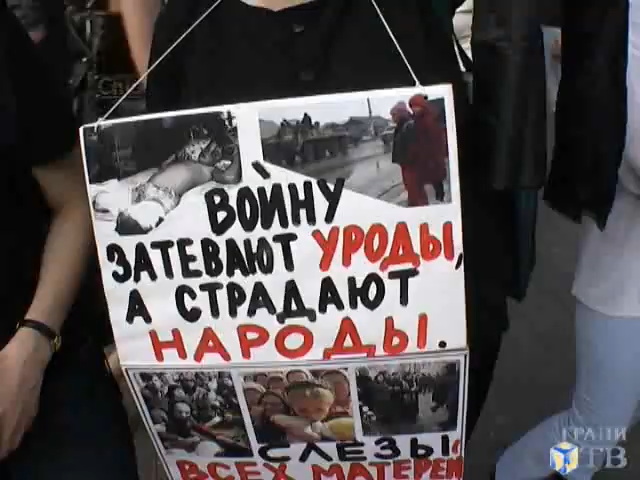 ВОЙНУ
ЗАТЕВАЮТ УРОДЫ,
А СТРАДАЮТ
НАРОДЫ.
СЛЕЗЫ
ВСЕХ МАТЕРЕЙ
ГРАНИ
ТВ